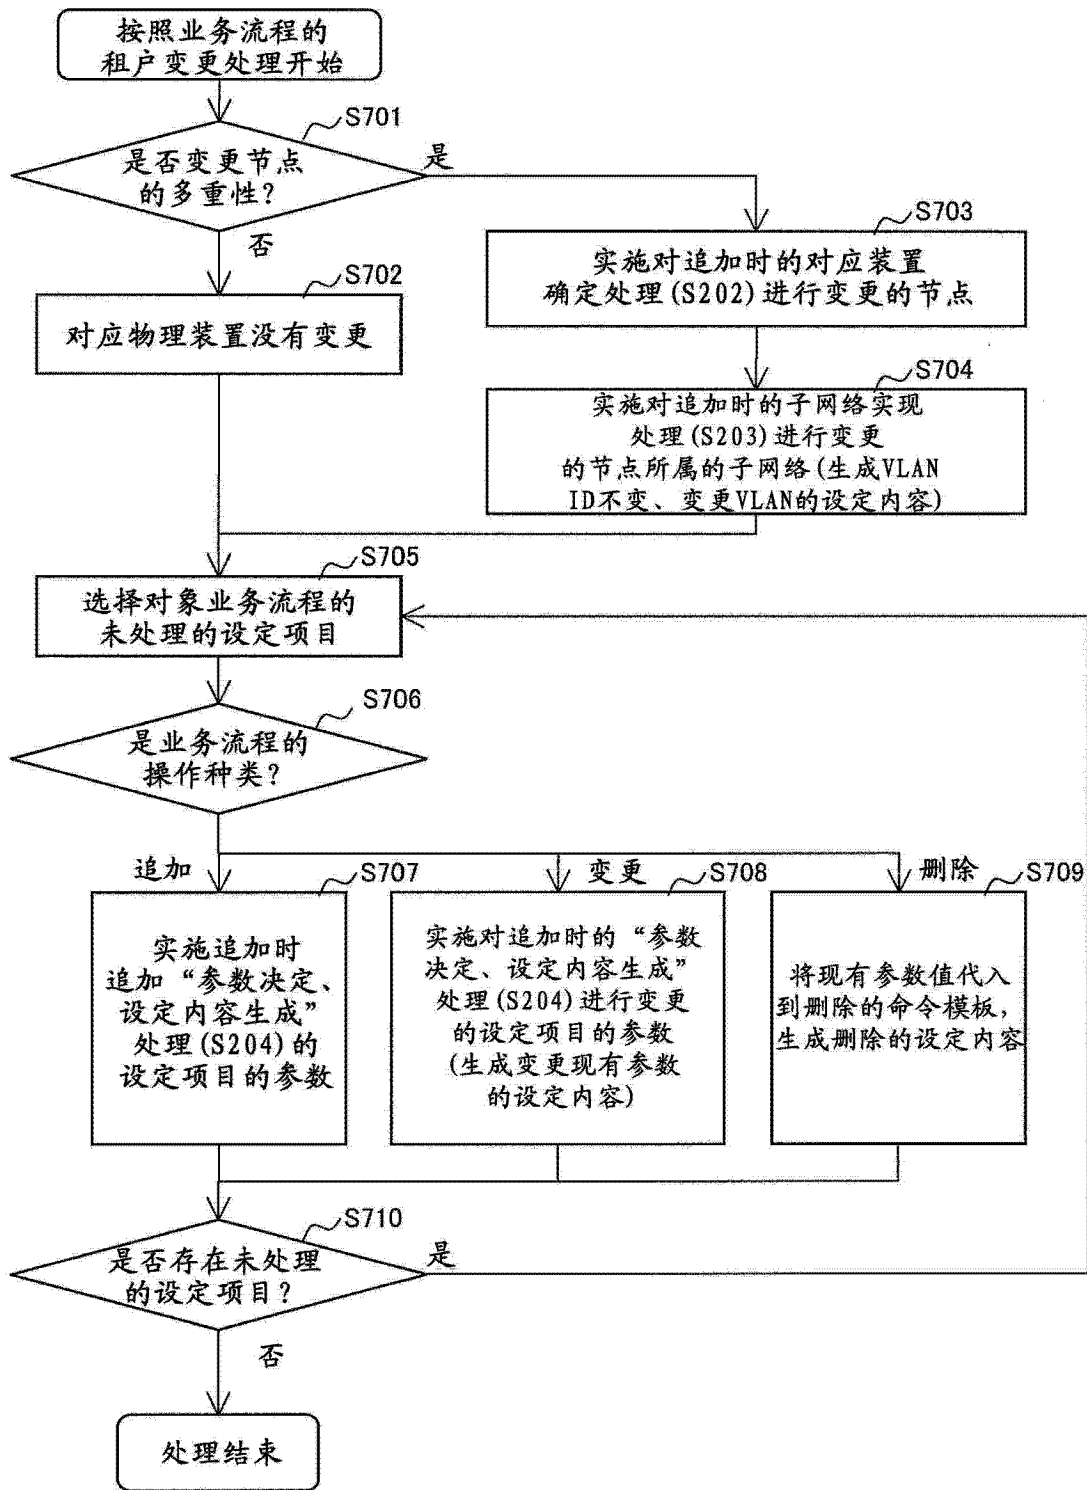 按照业务流程的
租户变更处理开始
S701
是否变更节点
的多重性？
是
否
S702
对应物理装置没有变更
S703
实施对追加时的对应装置
确定处理(S202)进行变更的节点
S704
实施对追加时的子网络实现
处理(S203)进行变更
的节点所属的子网络(生成VLAN
ID不变、变更VLAN的设定内容)
S705
选择对象业务流程的
未处理的设定项目
S706
是业务流程的
操作种类？
追加
S707
实施追加时
追加“参数决定、
设定内容生成”
处理(S204)的
设定项目的参数
变更
S708
实施对追加时的“参数
决定、设定内容生成”
处理(S204)进行变更
的设定项目的参数
(生成变更现有参数
的设定内容)
删除
S709
将现有参数值代入
到删除的命令模板，
生成删除的设定内容
S710
是否存在未处理
的设定项目？
是
否
处理结束